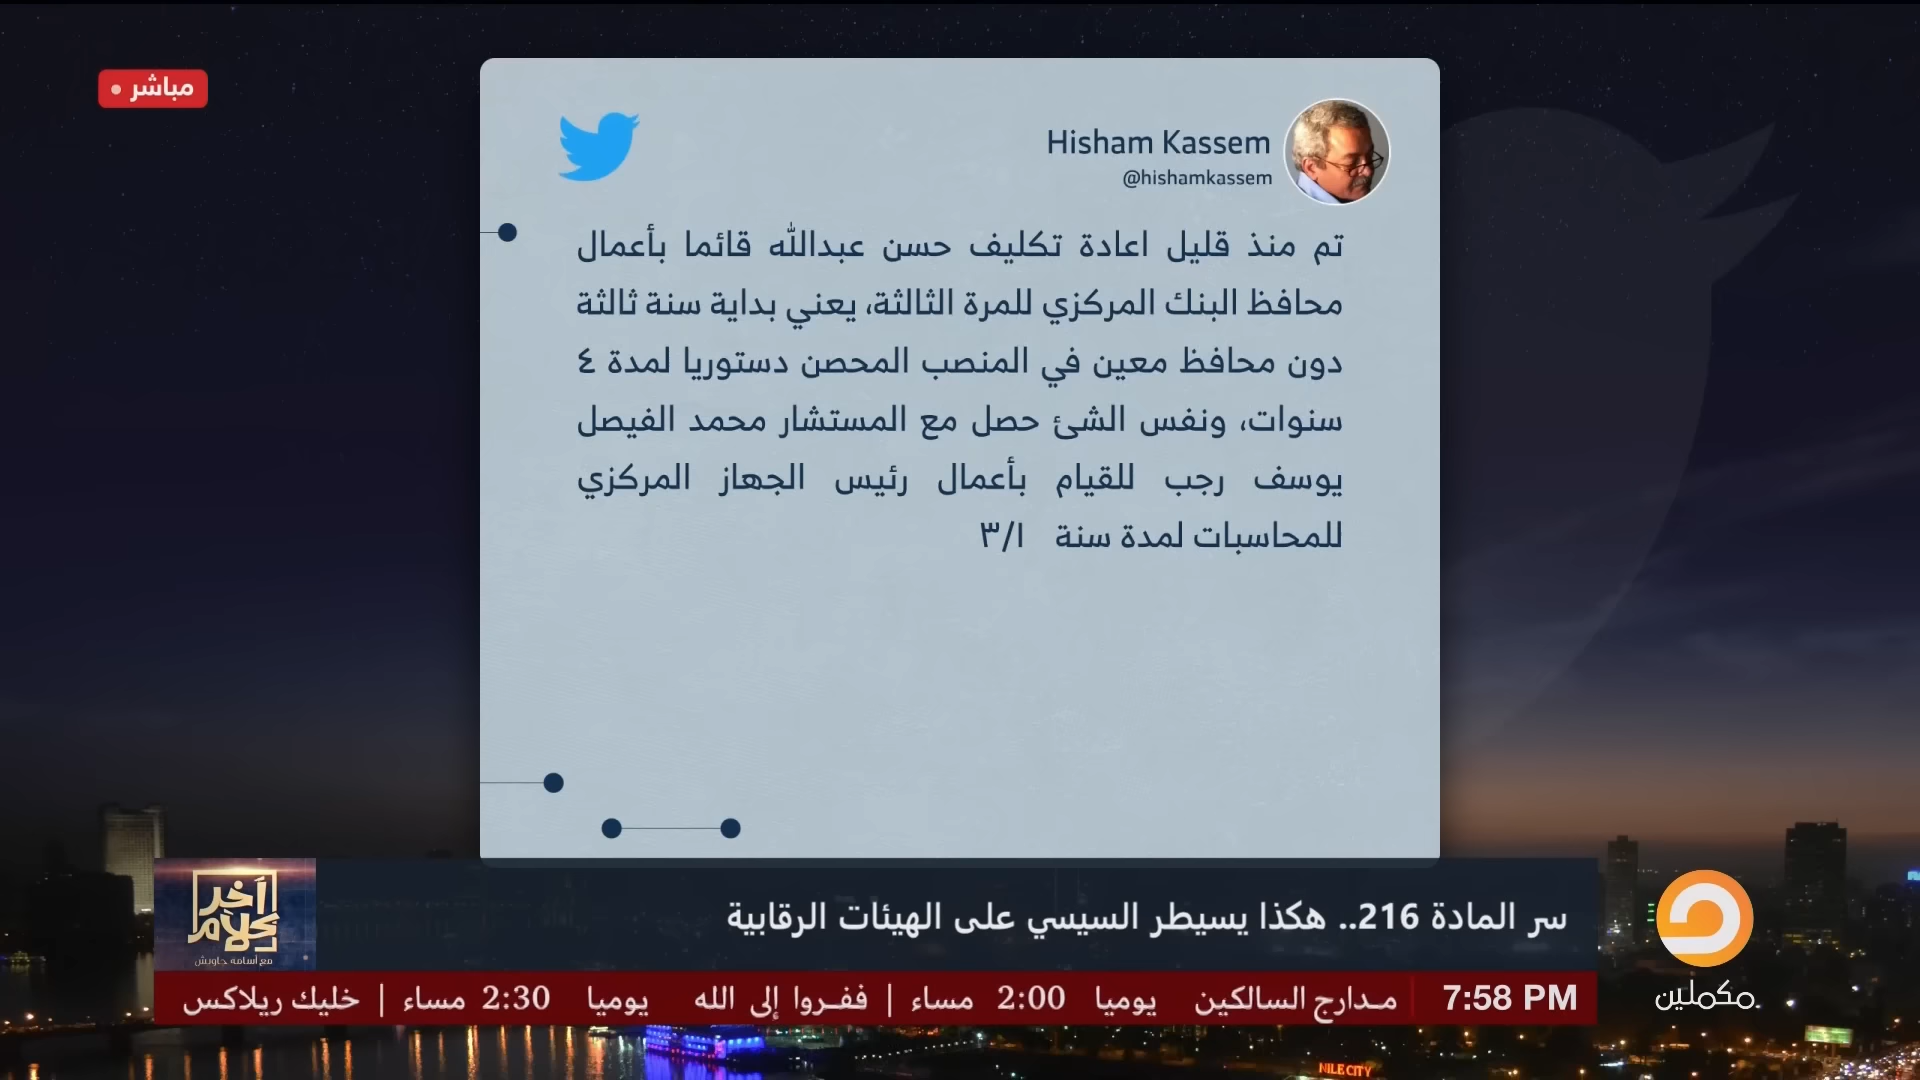 مباشر
Hisham Kassem
@hishamkassem
تم منذ قليل اعادة تكليف حسن عبدالله قائما بأعمال
محافظ البنك المركزي للمرة الثالثة، يعني بداية سنة ثالثة
دون محافظ معين في المنصب المحصن دستوريا لمدة ٤
سنوات، ونفس الشئ حصل مع المستشار محمد الفيصل
يوسف رجب للقيام بأعمال رئيس الجهاز المركزي
للمحاسبات لمدة سنة ٣/١
آخر
كلام
مع أسامة جاويش
سر المادة 216.. هكذا يسيطر السيسي على الهيئات الرقابية
مكملين
7:58 PM
مـدارج السالكين يوميا 2:00 مساء | ففـروا إلى الله يوميا 2:30 مساء | خليك ريلاكس
NILE CITY